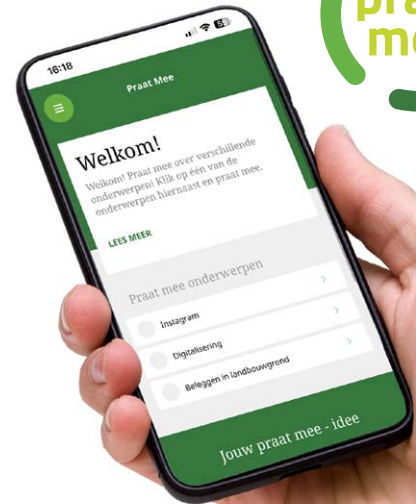 praat
mee
16:18
Praat Mee
Welkom!
Welkom! Praat mee over verschillende
onderwerpen! Klik op één van de
onderwerpen hiernaast en praat mee.
LEES MEER
Praat mee onderwerpen
Instagram
Digitalisering
Beleggen in landbouwgrond
Jouw praat mee - idee